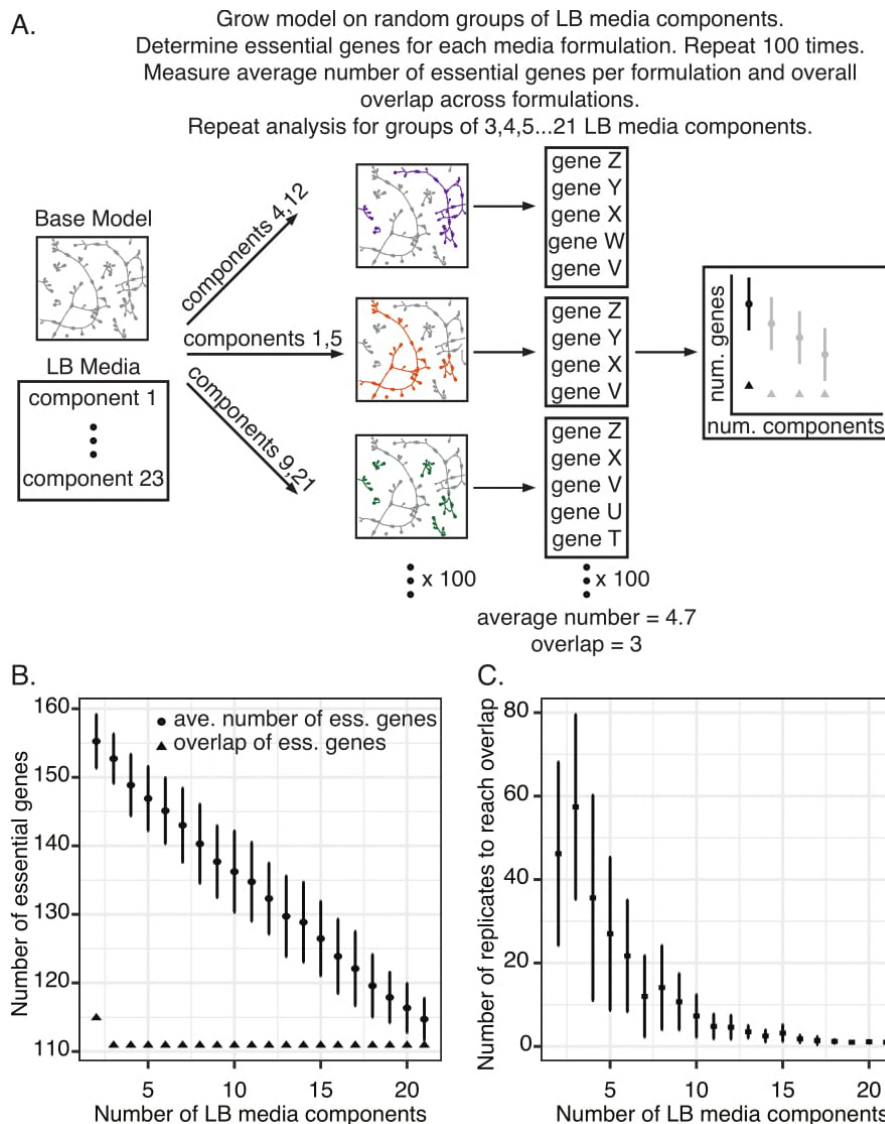 A.
Grow model on random groups of LB media components.
Determine essential genes for each media formulation. Repeat 100 times.
Measure average number of essential genes per formulation and overall
overlap across formulations.
Repeat analysis for groups of 3,4,5...21 LB media components.
Base Model
LB Media
component 1
component 23
components 4,12
components 1,5
components 9,21
gene Z
gene Y
gene X
gene W
gene V
gene Z
gene Y
gene X
gene V
gene Z
gene X
gene V
gene U
gene T
x 100
x 100
average number = 4.7
overlap = 3
num. genes
num. components
B.
ave. number of ess. genes
overlap of ess. genes
Number of essential genes
160
150
140
130
120
110
5
10
15
20
Number of LB media components
C.
Number of replicates to reach overlap
80
60
40
20
0
5
10
15
20
Number of LB media components